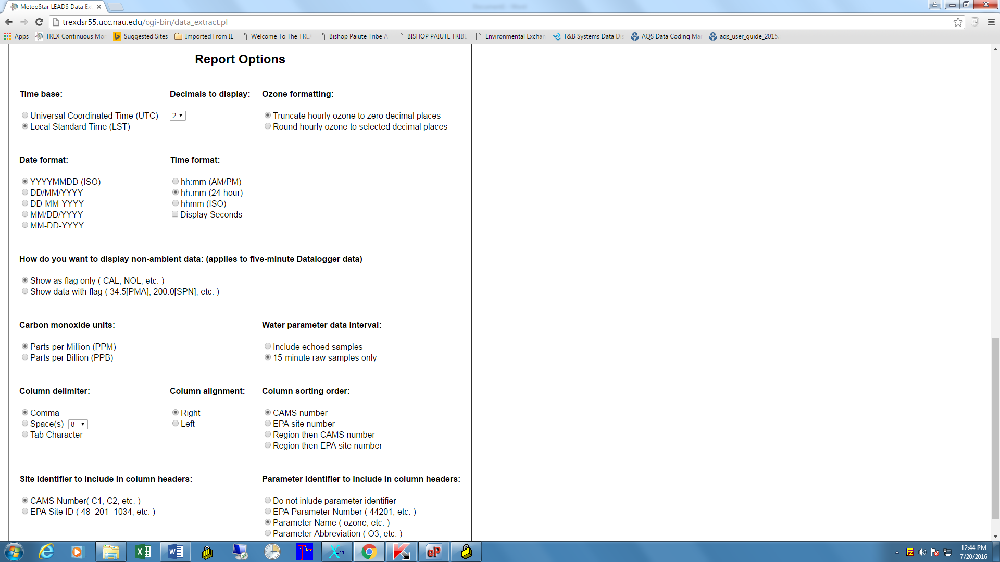 MeteoStar LEADS Data Ex
trexdsr55.ucc.nau.edu/cgi-bin/data_extract.pl
Apps TREX Continuous Mor Suggested Sites Imported From IE Welcome To The TRE Bishop Paiute Tribe A BISHOP PAIUTE TRIBE Environmental Exchan T&B Systems Data Di AQS Data Coding Ma aqs_user_guide_2015.
Report Options
Time base: Decimals to display: Ozone formatting:
Universal Coordinated Time (UTC) 2 Truncate hourly ozone to zero decimal places
Local Standard Time (LST) Round hourly ozone to selected decimal places
Date format: Time format:
YYYYMMDD (ISO) hh:mm (AM/PM)
DD/MM/YYYY hh:mm (24-hour)
DD-MM-YYYY hhmm (ISO)
MM/DD/YYYY Display Seconds
MM-DD-YYYY
How do you want to display non-ambient data: (applies to five-minute Datalogger data)
Show as flag only ( CAL, NOL, etc. )
Show data with flag ( 34.5[PMA], 200.0[SPN], etc. )
Carbon monoxide units: Water parameter data interval:
Parts per Million (PPM) Include echoed samples
Parts per Billion (PPB) 15-minute raw samples only
Column delimiter: Column alignment: Column sorting order:
Comma Right CAMS number
Space(s) 8 Left EPA site number
Tab Character Region then CAMS number
Region then EPA site number
Site identifier to include in column headers: Parameter identifier to include in column headers:
CAMS Number( C1, C2, etc. ) Do not inlude parameter identifier
EPA Site ID ( 48_201_1034, etc. ) EPA Parameter Number ( 44201, etc. )
Parameter Name ( ozone, etc. )
Parameter Abbreviation ( O3, etc. )
Xterm eP
12:44 PM
7/20/2016